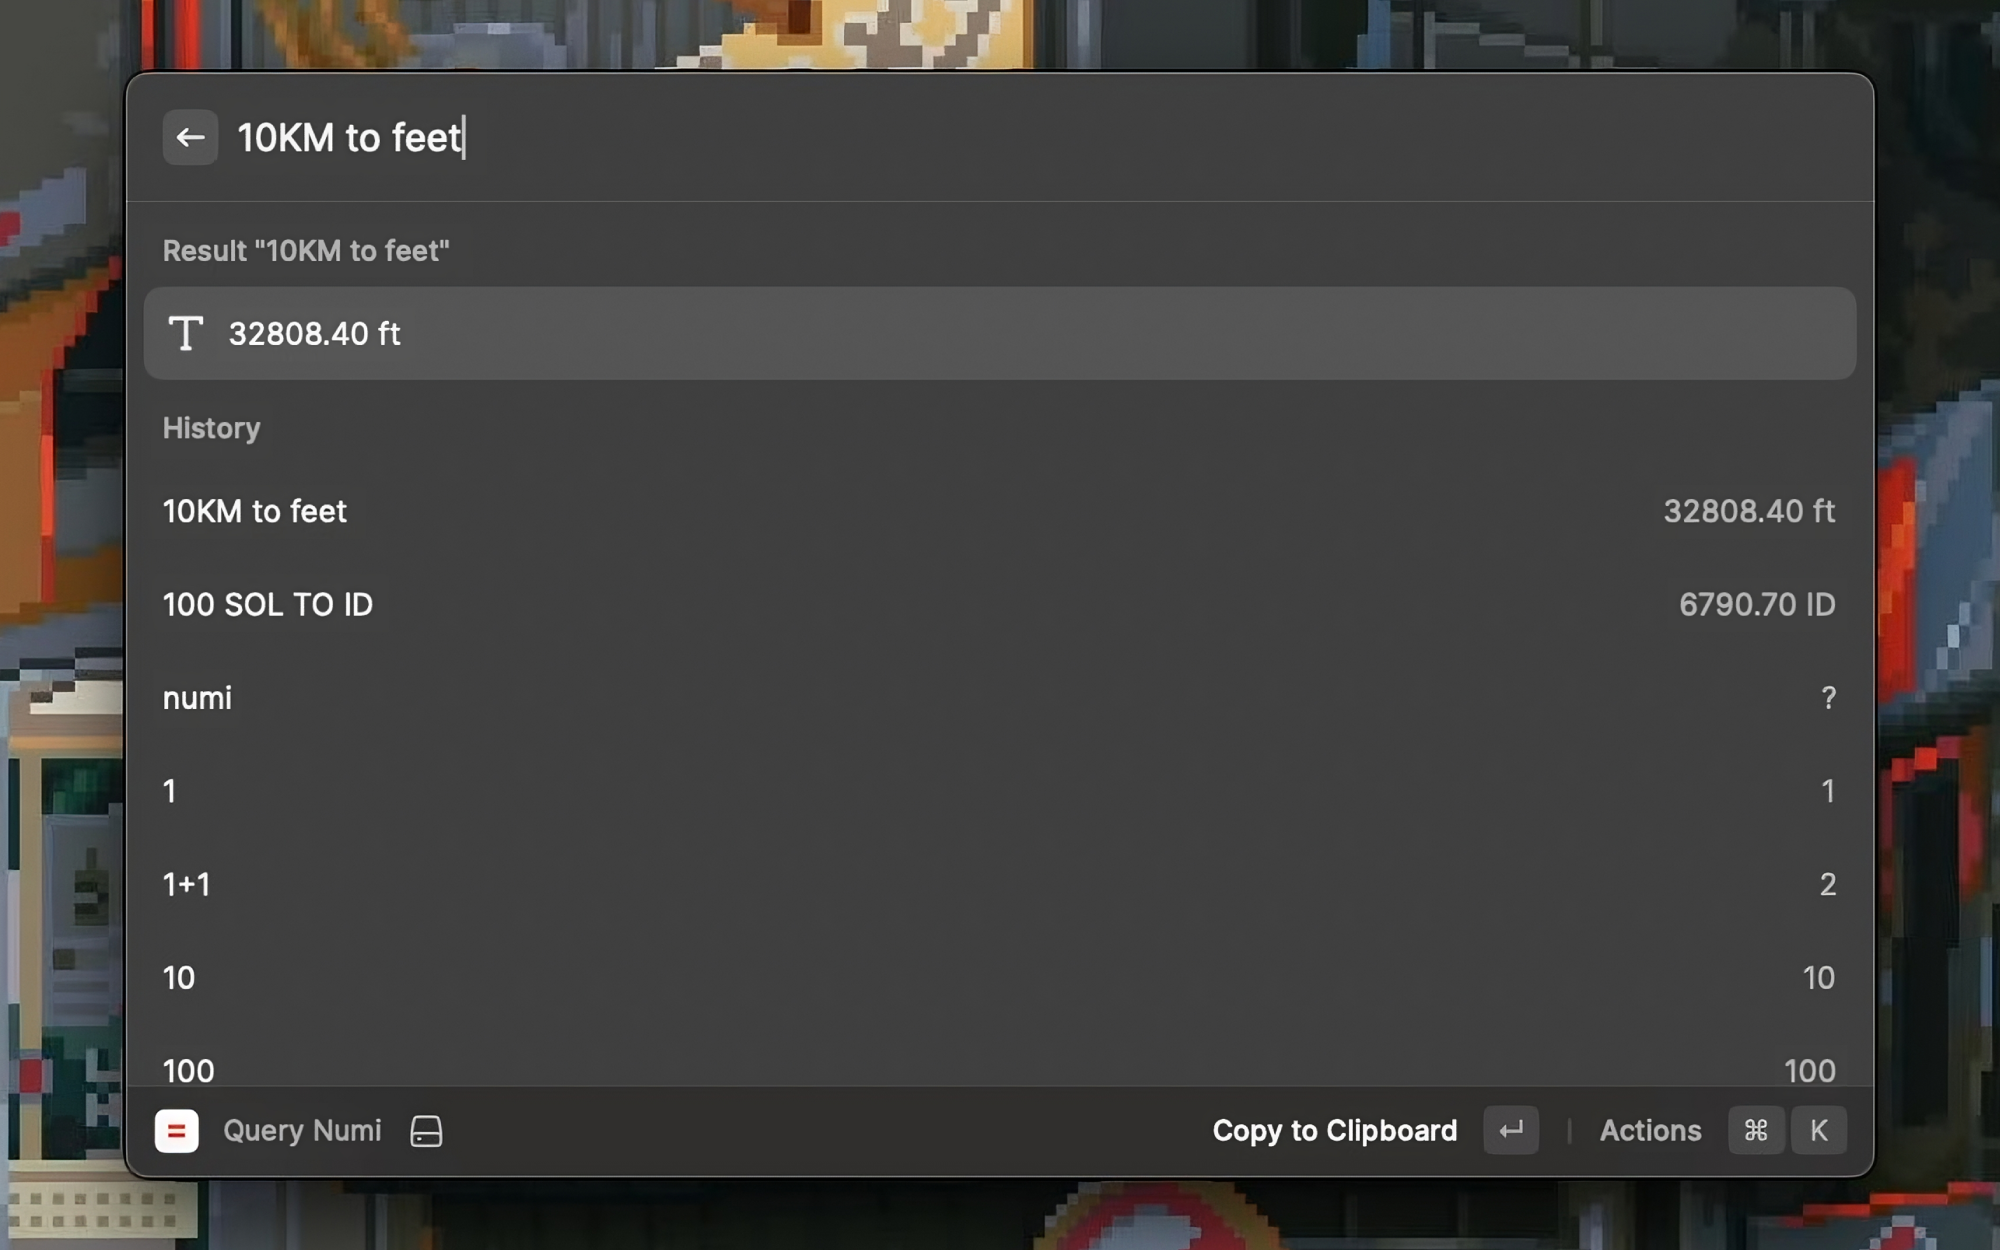 10KM to feet
Result "10KM to feet"
T 32808.40 ft
History
10KM to feet 32808.40 ft
100 SOL TO ID 6790.70 ID
numi ?
1 1
1+1 2
10 10
100 100
= Query Numi Copy to Clipboard ↵ | Actions ⌘ K